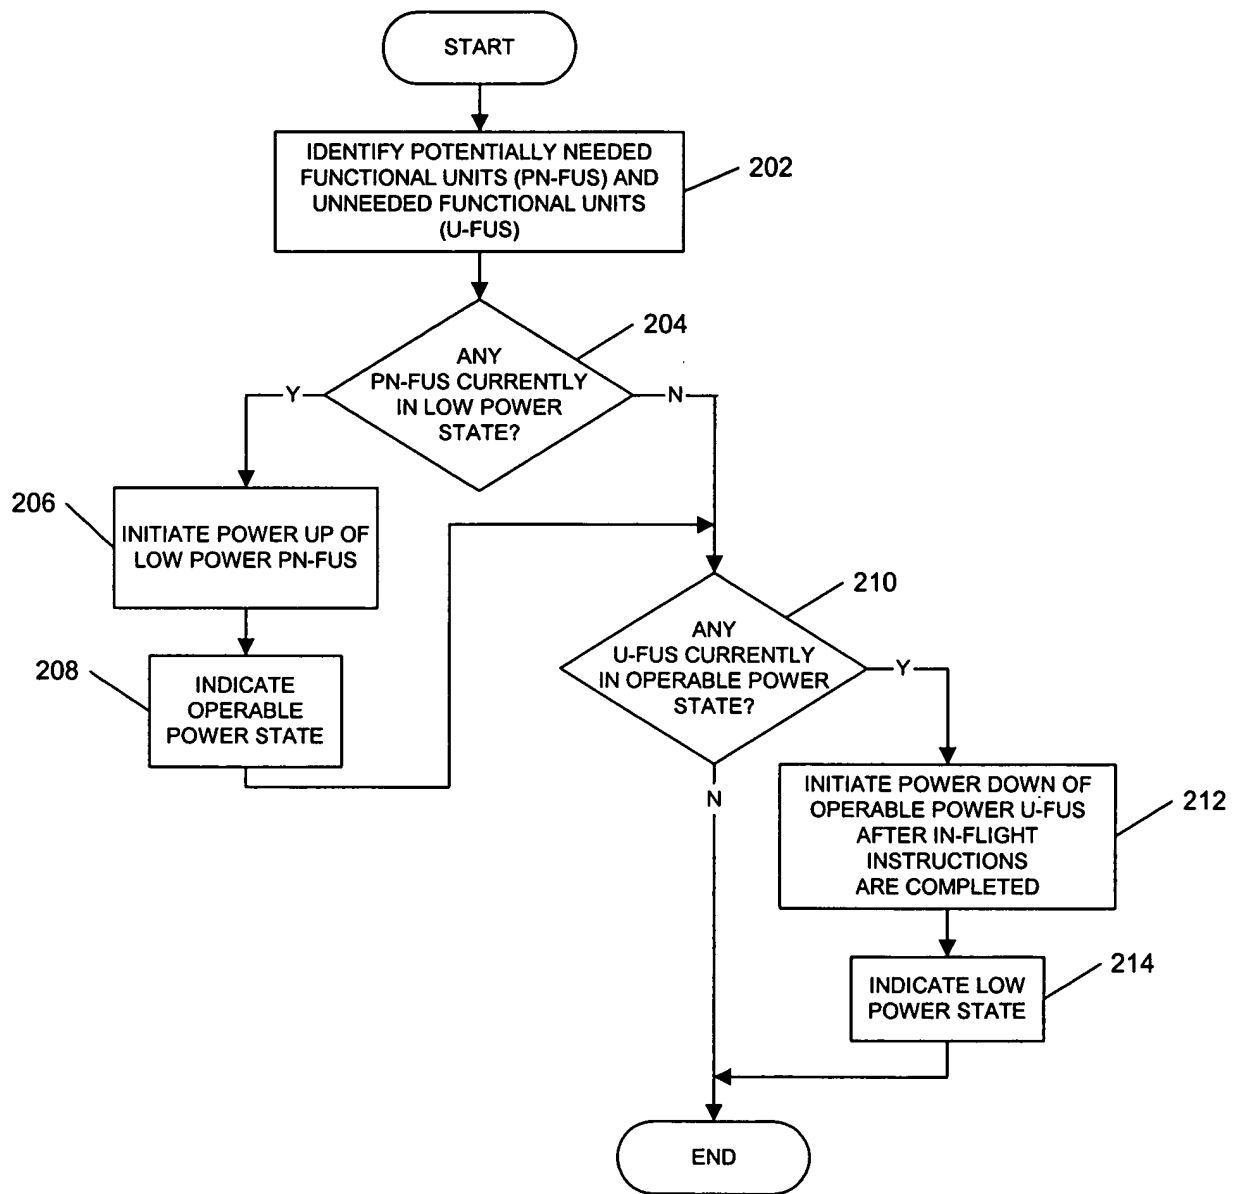 START
IDENTIFY POTENTIALLY NEEDED
FUNCTIONAL UNITS (PN-FUS) AND
UNNEEDED FUNCTIONAL UNITS
(U-FUS)
202
204
ANY
PN-FUS CURRENTLY
IN LOW POWER
STATE?
Y
N
206
INITIATE POWER UP OF
LOW POWER PN-FUS
208
INDICATE
OPERABLE
POWER STATE
210
ANY
U-FUS CURRENTLY
IN OPERABLE POWER
STATE?
Y
N
INITIATE POWER DOWN OF
OPERABLE POWER U-FUS
AFTER IN-FLIGHT
INSTRUCTIONS
ARE COMPLETED
212
INDICATE LOW
POWER STATE
214
END